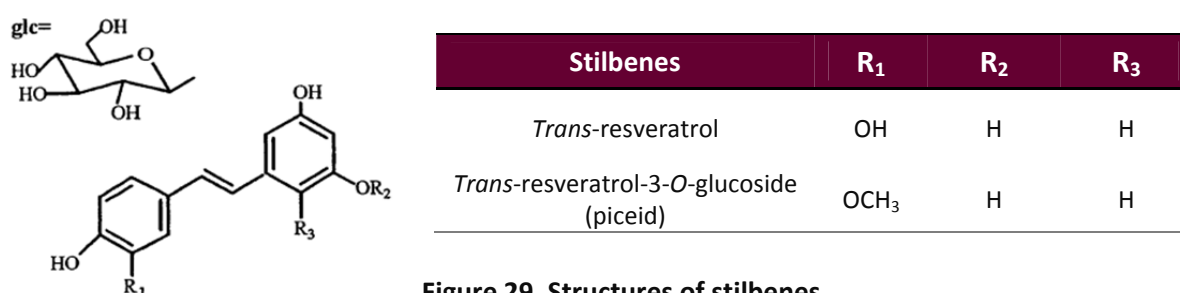 glc=
OH
O
HO
HO
OH
OH
OR₂
R₃
HO
R₁
Stilbenes R₁ R₂ R₃
Trans-resveratrol OH H H
Trans-resveratrol-3-O-glucoside
(piceid) OCH₃ H H
Figure 29. Structures of stilbenes